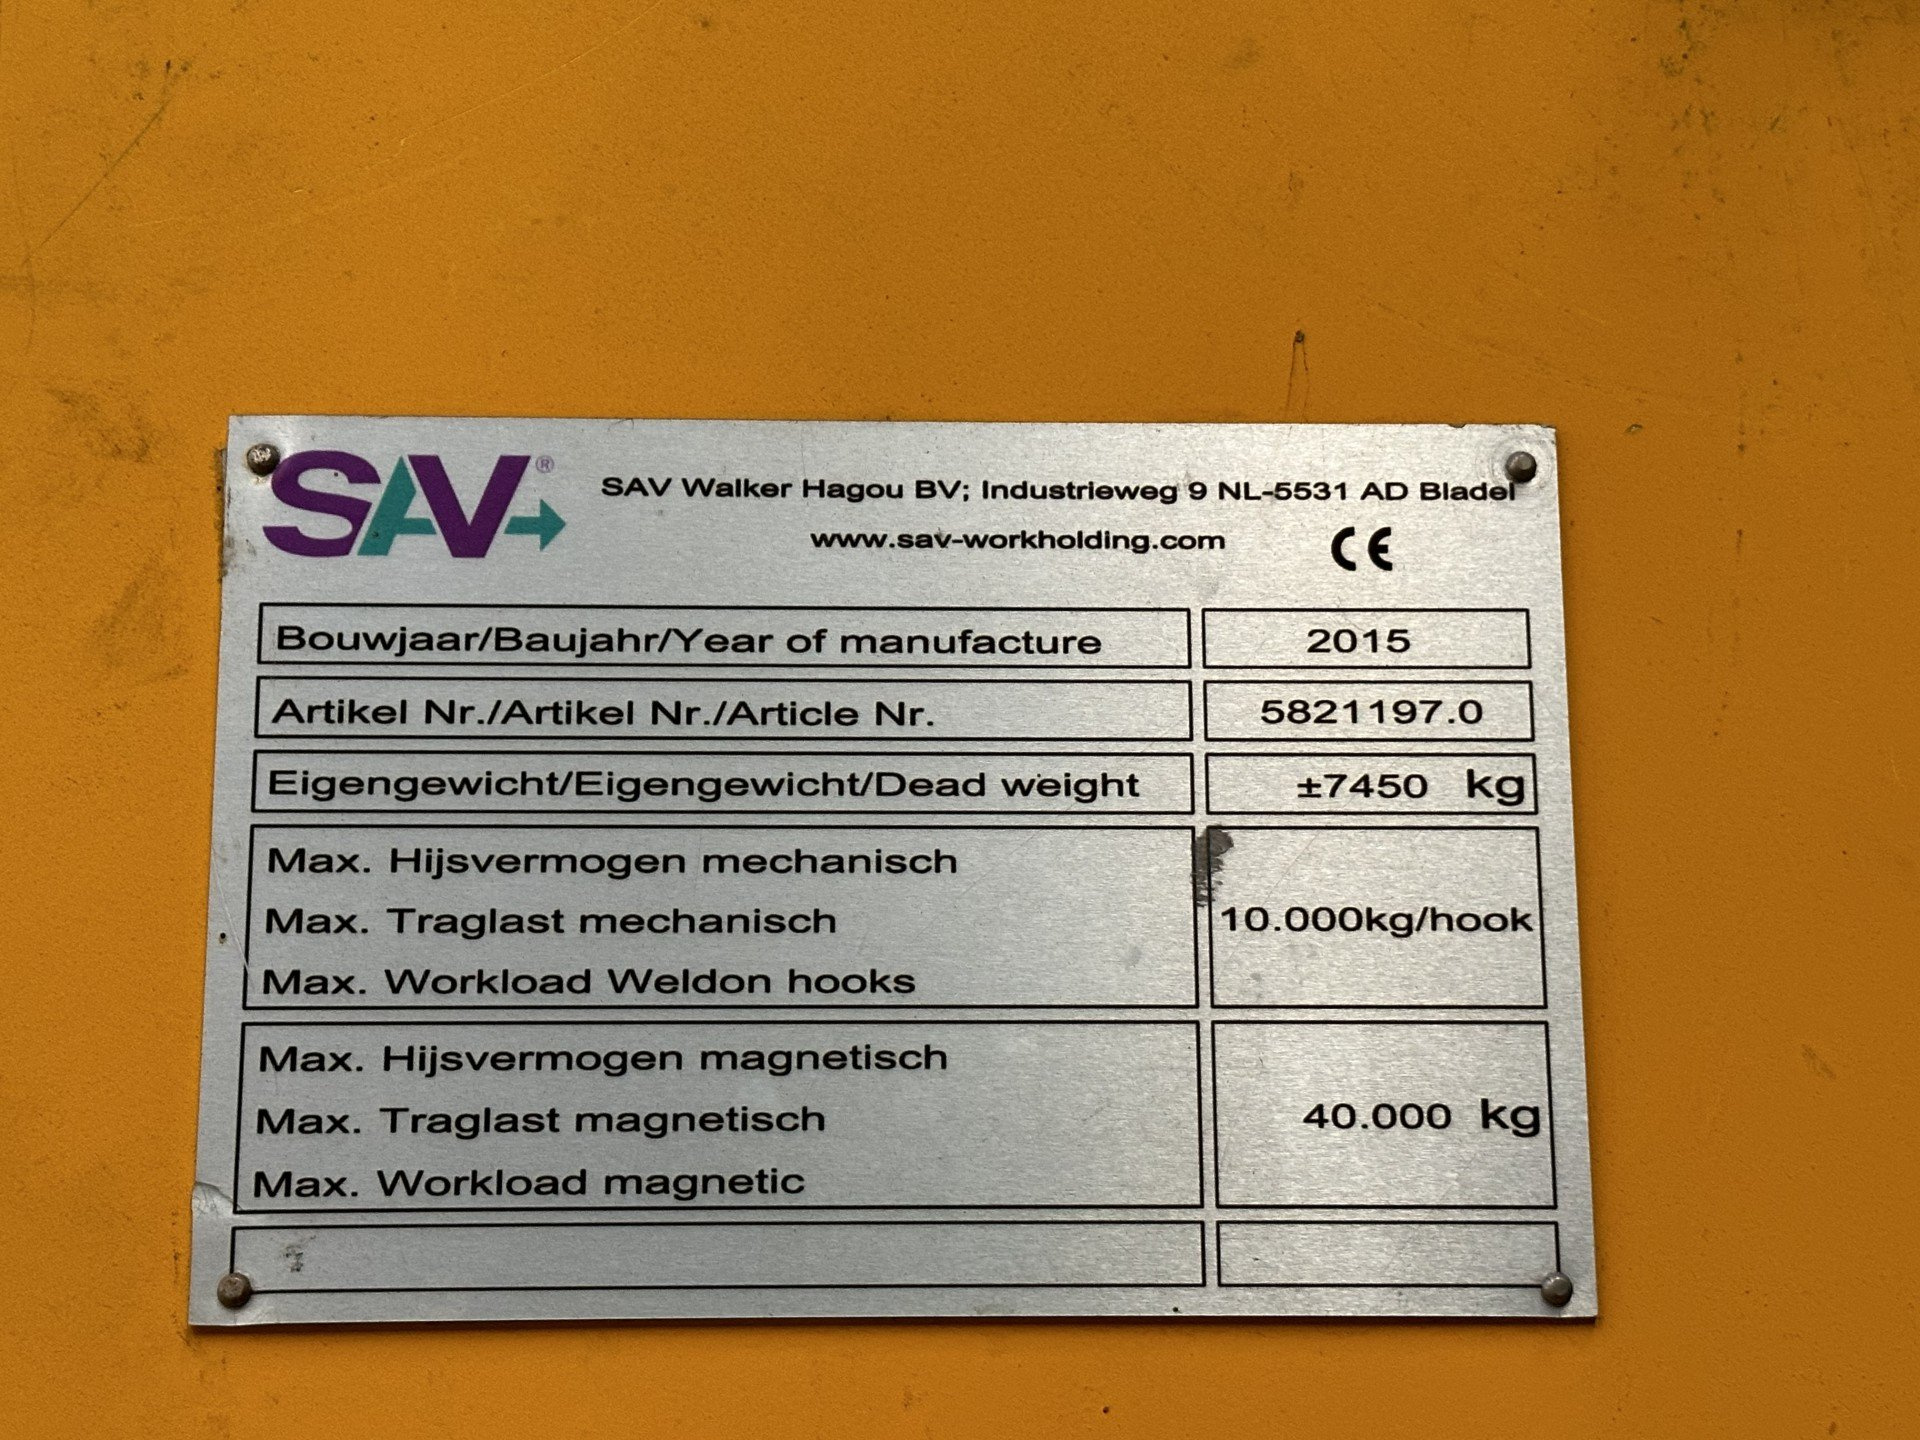 SAV®
SAV Walker Hagou BV; Industrieweg 9 NL-5531 AD Bladel
www.sav-workholding.com CE
Bouwjaar/Baujahr/Year of manufacture 2015
Artikel Nr./Artikel Nr./Article Nr. 5821197.0
Eigengewicht/Eigengewicht/Dead weight ±7450 kg
Max. Hijsvermogen mechanisch
Max. Traglast mechanisch 10.000kg/hook
Max. Workload Weldon hooks
Max. Hijsvermogen magnetisch
Max. Traglast magnetisch 40.000 kg
Max. Workload magnetic